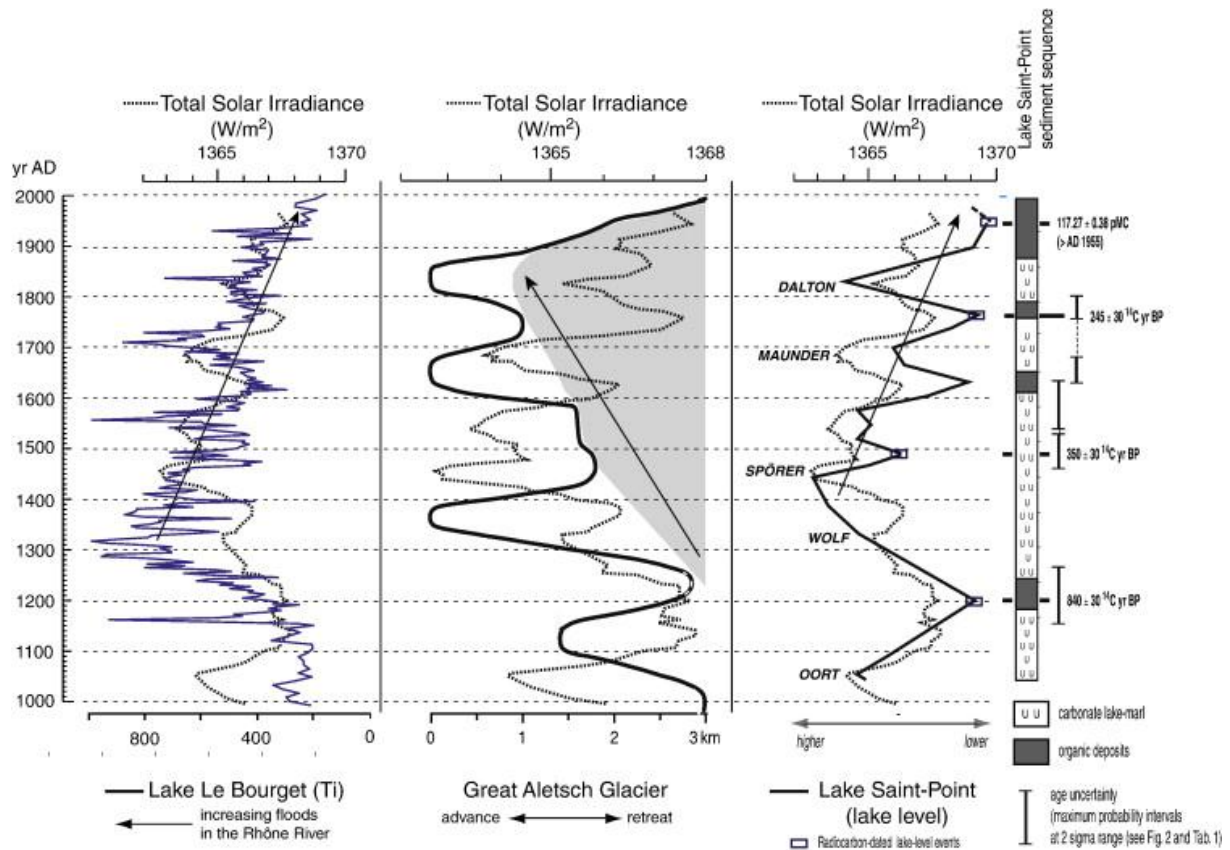 Total Solar Irradiance
(W/m²)
1365 1370
Total Solar Irradiance
(W/m²)
1365 1368
Total Solar Irradiance
(W/m²)
1365 1370
Lake Saint-Point
sediment sequence
yr AD
2000
1900
1800
1700
1600
1500
1400
1300
1200
1100
1000
DALTON
MAUNDER
SPÖRER
WOLF
OORT
117.27 ± 0.38 pMC
(> AD 1955)
245 ± 30 ¹⁴C yr BP
350 ± 30 ¹⁴C yr BP
840 ± 30 ¹⁴C yr BP
800 400 0
0 1 2 3 km
higher lower
Lake Le Bourget (Ti)
increasing floods
in the Rhône River
Great Aletsch Glacier
advance retreat
Lake Saint-Point
(lake level)
Radiocarbon-dated lake-level events
U U carbonate lake-marl
organic deposits
age uncertainty
(maximum probability intervals
at 2 sigma range (see Fig. 2 and Tab. 1)